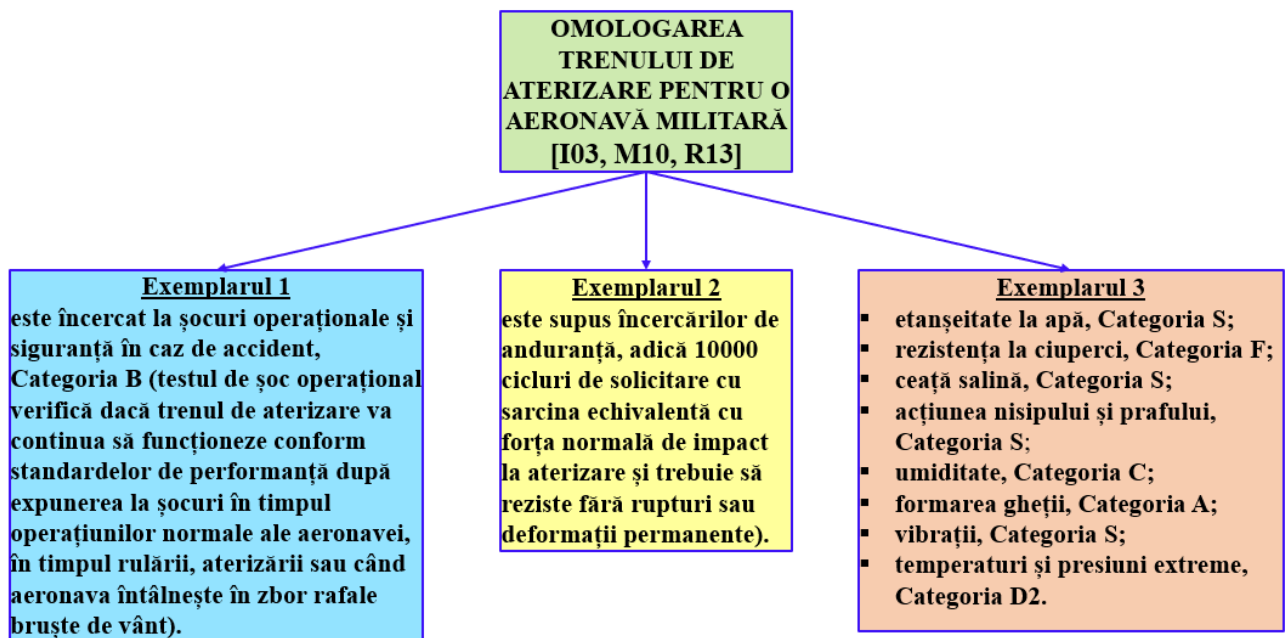 OMOLOGAREA
TRENULUI DE
ATERIZARE PENTRU O
AERONAVĂ MILITARĂ
[I03, M10, R13]
Exemplarul 1
este încercat la șocuri operaționale și
siguranță în caz de accident,
Categoria B (testul de șoc operațional
verifică dacă trenul de aterizare va
continua să funcționeze conform
standardelor de performanță după
expunerea la șocuri în timpul
operațiunilor normale ale aeronavei,
în timpul rulării, aterizării sau când
aeronava întâlnește în zbor rafale
bruște de vânt).
Exemplarul 2
este supus încercărilor de
anduranță, adică 10000
cicluri de solicitare cu
sarcina echivalentă cu
forța normală de impact
la aterizare și trebuie să
reziste fără rupturi sau
deformații permanente).
Exemplarul 3
▪ etanșeitate la apă, Categoria S;
▪ rezistența la ciuperci, Categoria F;
▪ ceață salină, Categoria S;
▪ acțiunea nisipului și prafului,
Categoria S;
▪ umiditate, Categoria C;
▪ formarea gheții, Categoria A;
▪ vibrații, Categoria S;
▪ temperaturi și presiuni extreme,
Categoria D2.